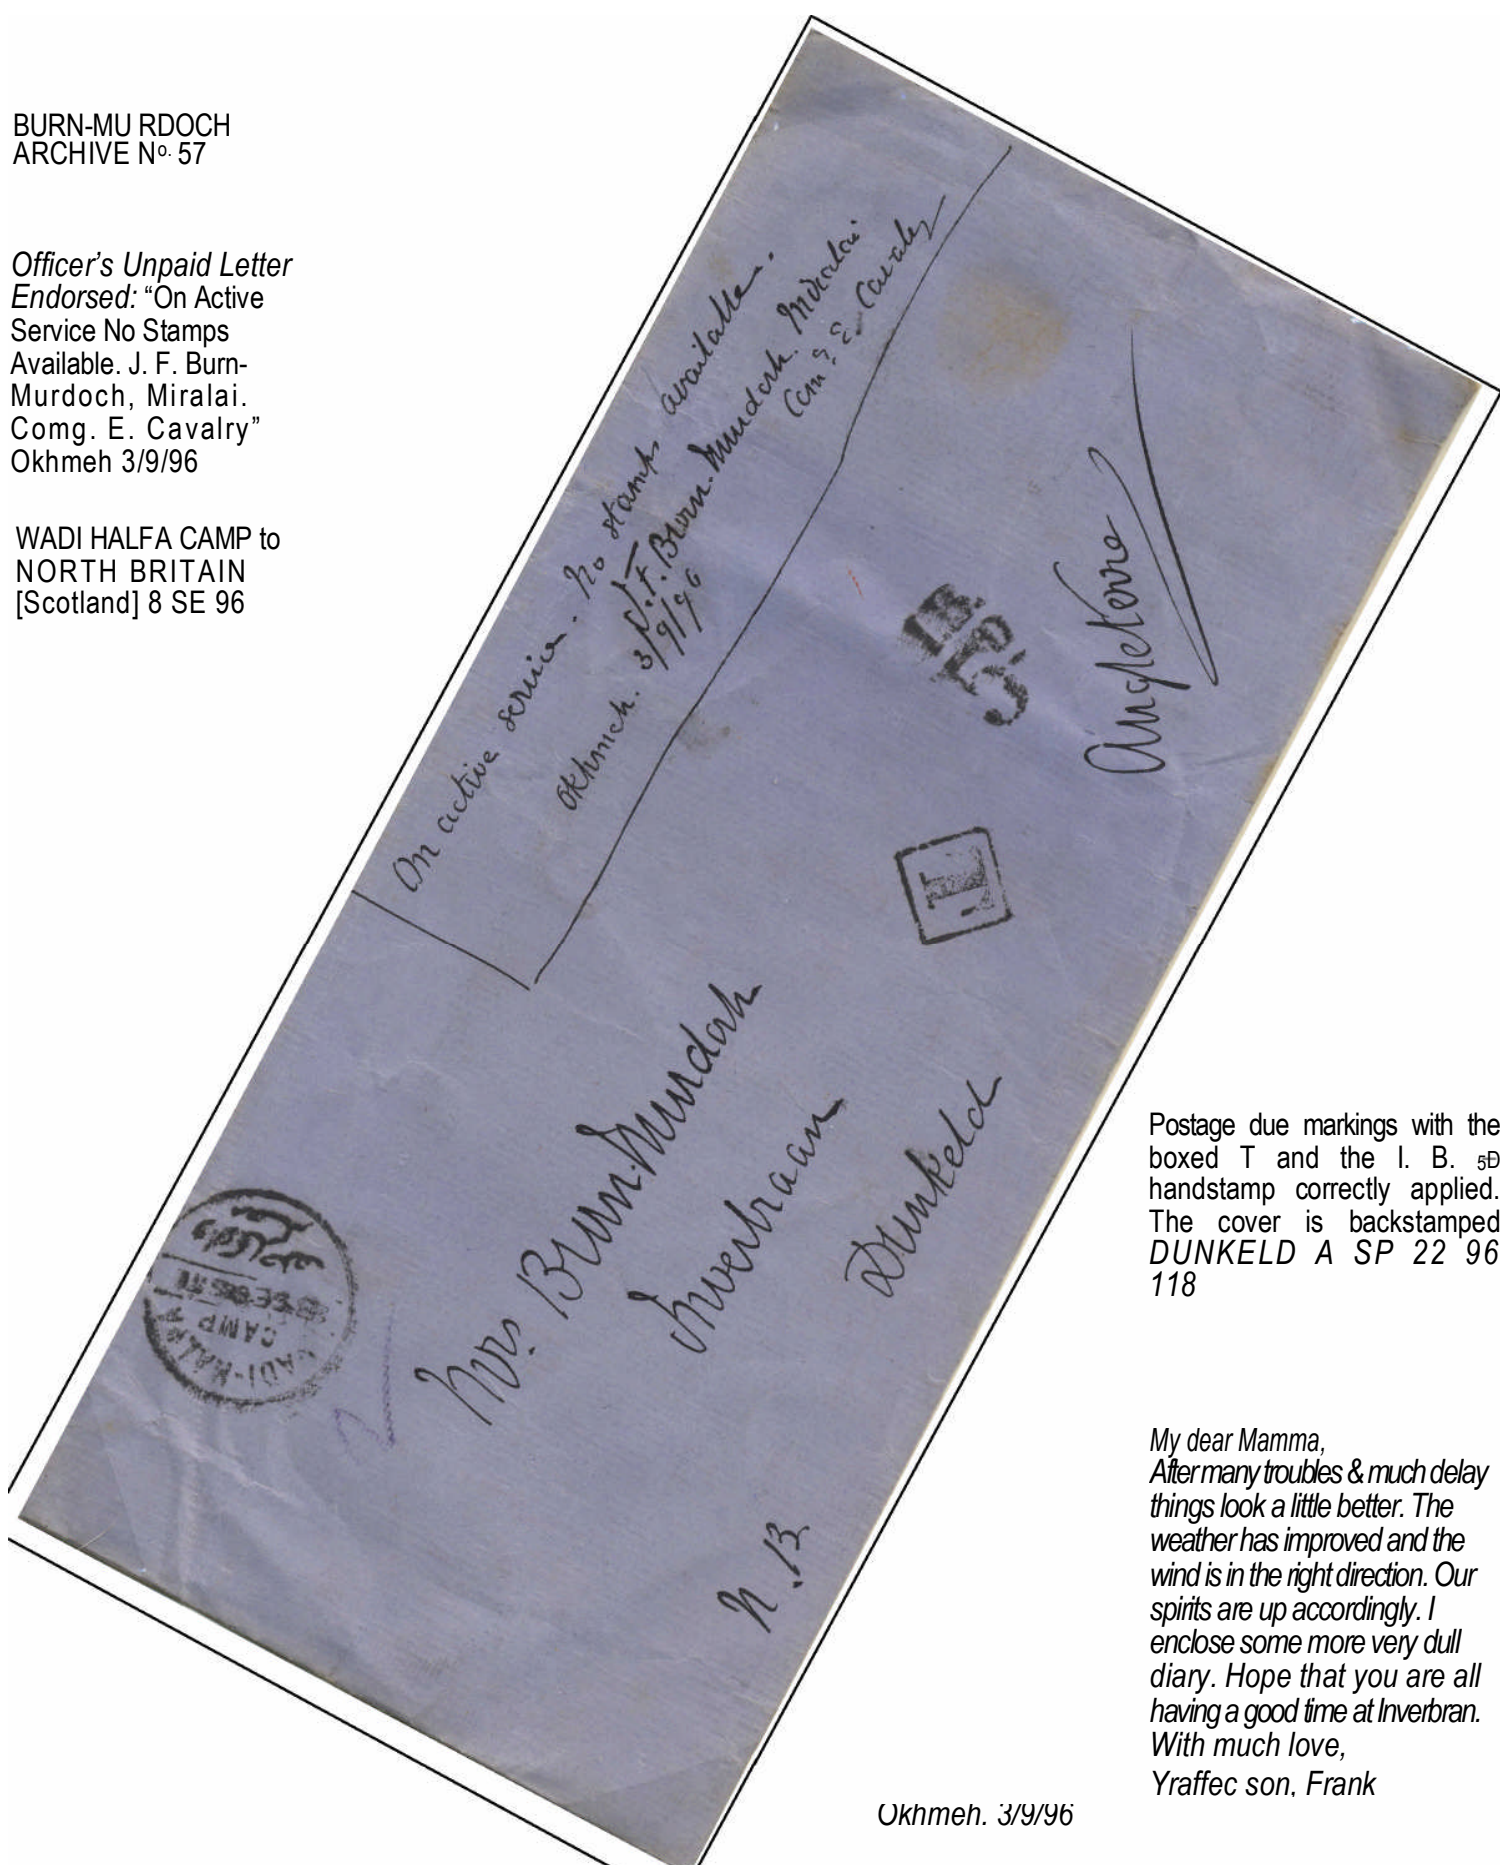 BURN-MU RDOCH
ARCHIVE Nº. 57
Officer’s Unpaid Letter
Endorsed: “On Active
Service No Stamps
Available. J. F. Burn-
Murdoch, Miralai.
Comg. E. Cavalry”
Okhmeh 3/9/96
WADI HALFA CAMP to
NORTH BRITAIN
[Scotland] 8 SE 96
On active service. No stamps available.
J. F. Burn-Murdoch. Miralai
Comg. E. Cavalry
Okhmeh. 3/9/96
I.B.
5D
Angleterre
T
Mrs. Burn-Murdoch
Inverbraan
Dunkeld
N.B.
WADI-HALFA
CAMP
Postage due markings with the
boxed T and the I. B. 5D
handstamp correctly applied.
The cover is backstamped
DUNKELD A SP 22 96
118
My dear Mamma,
After many troubles & much delay
things look a little better. The
weather has improved and the
wind is in the right direction. Our
spirits are up accordingly. I
enclose some more very dull
diary. Hope that you are all
having a good time at Inverbran.
With much love,
Yraffec son, Frank
Okhmeh. 3/9/96